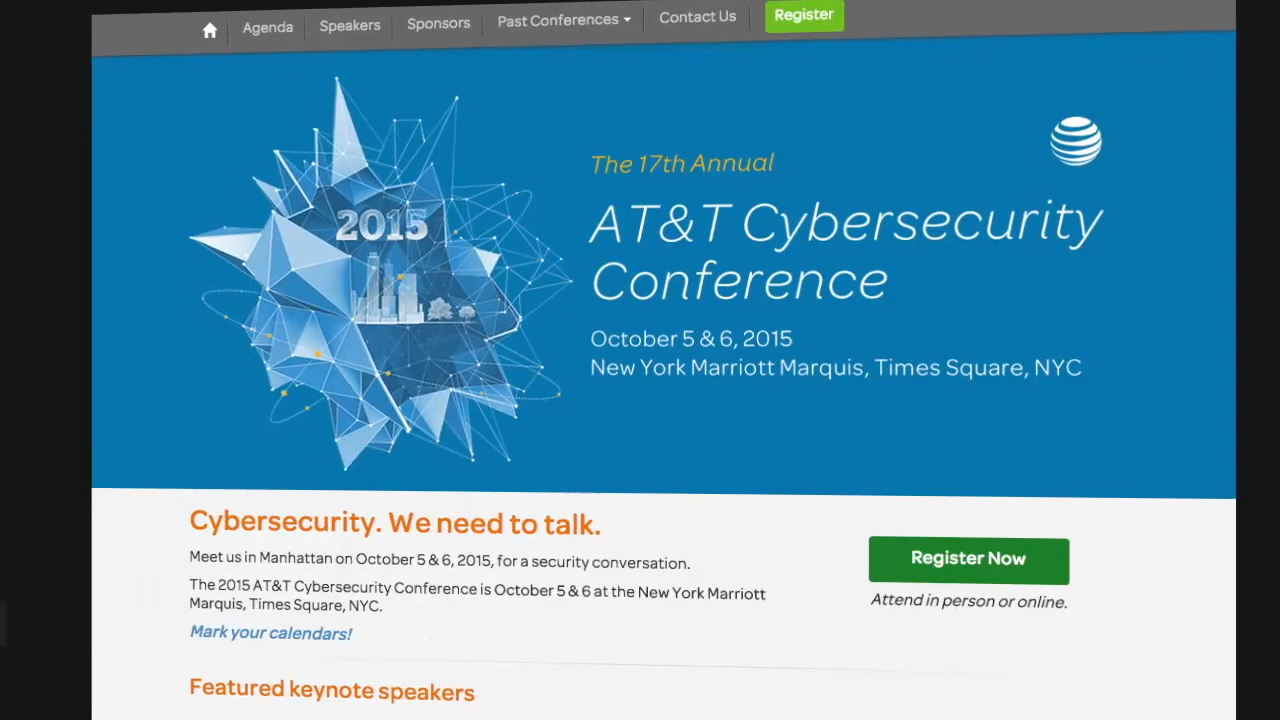 Agenda
Speakers
Sponsors
Past Conferences
Contact Us
Register
2015
The 17th Annual
AT&T Cybersecurity
Conference
October 5 & 6, 2015
New York Marriott Marquis, Times Square, NYC
Cybersecurity. We need to talk.
Meet us in Manhattan on October 5 & 6, 2015, for a security conversation.
The 2015 AT&T Cybersecurity Conference is October 5 & 6 at the New York Marriott
Marquis, Times Square, NYC.
Mark your calendars!
Register Now
Attend in person or online.
Featured keynote speakers